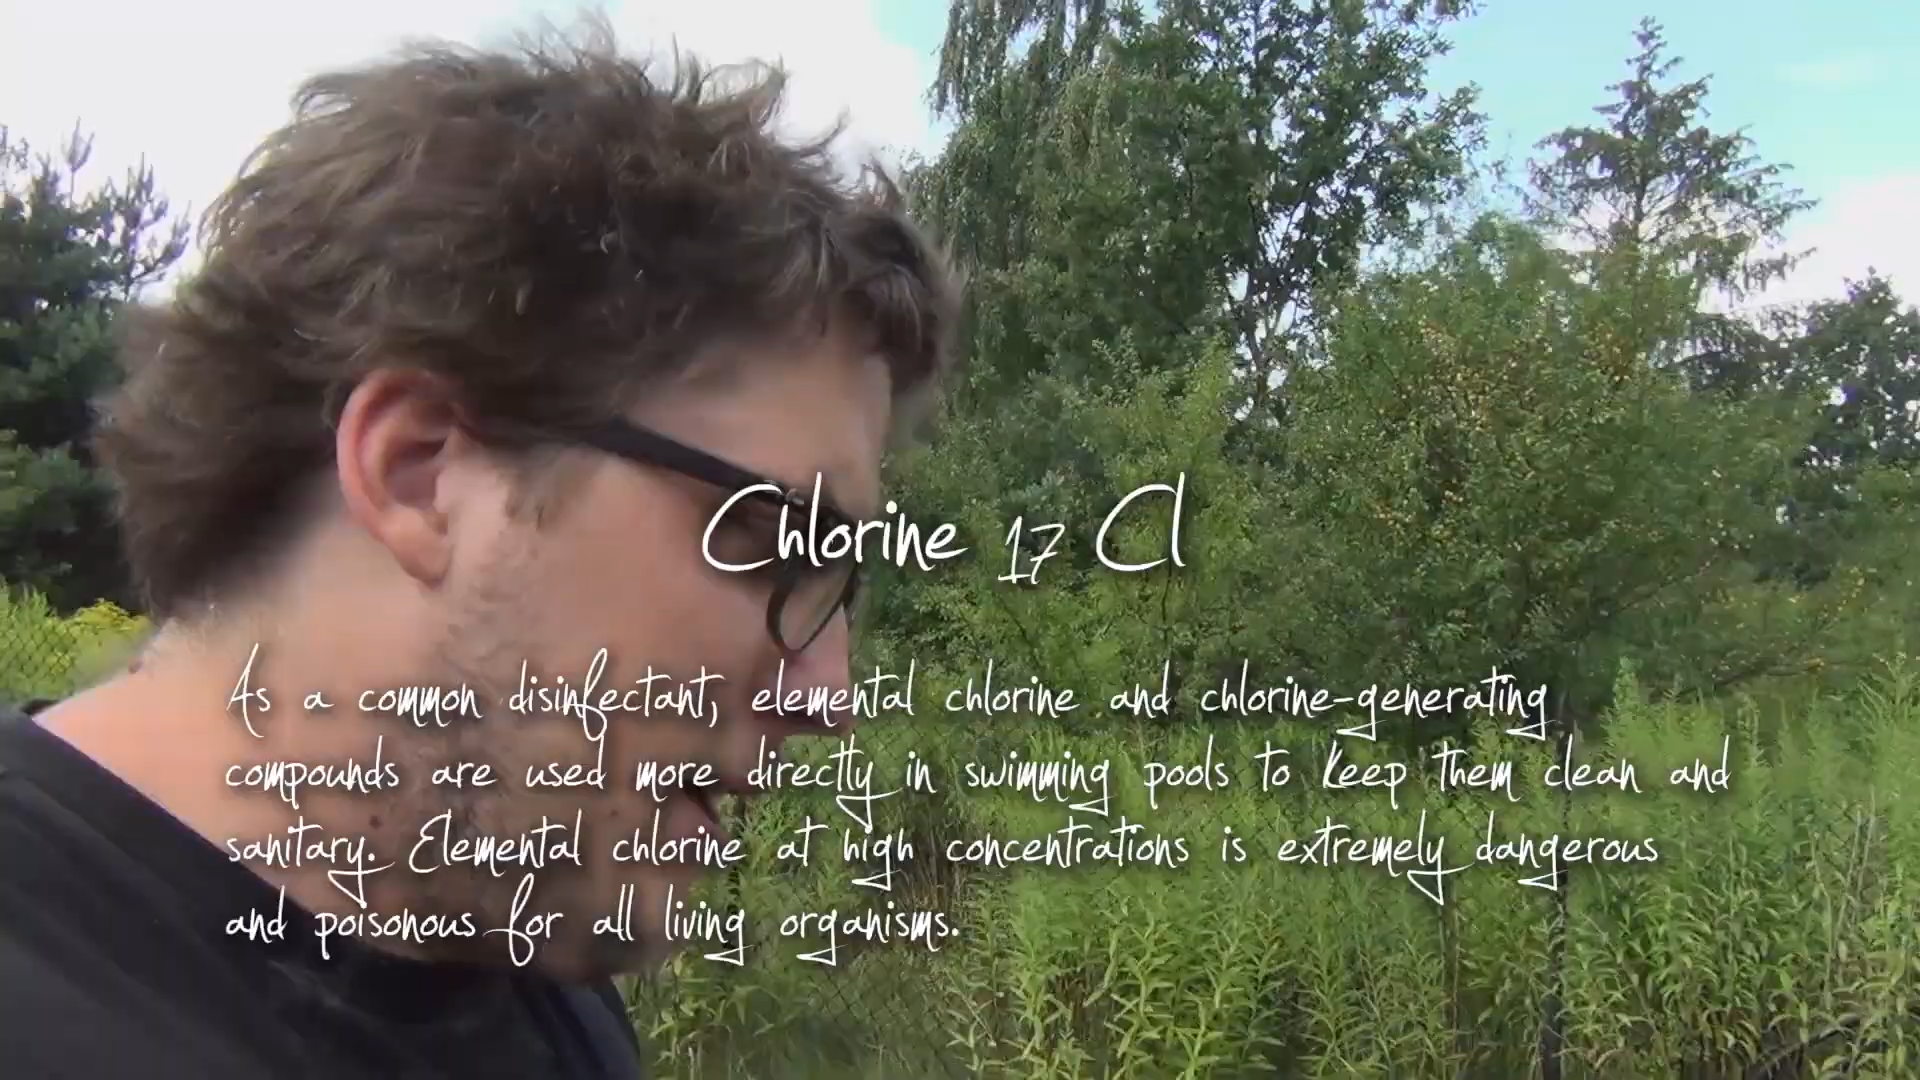 Chlorine 17 Cl
As a common disinfectant, elemental chlorine and chlorine-generating
compounds are used more directly in swimming pools to keep them clean and
sanitary. Elemental chlorine at high concentrations is extremely dangerous
and poisonous for all living organisms.